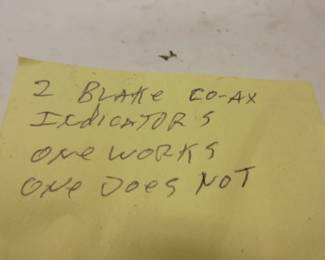 2 BLAKE CO-AX
INDICATORS
ONE WORKS
ONE DOES NOT